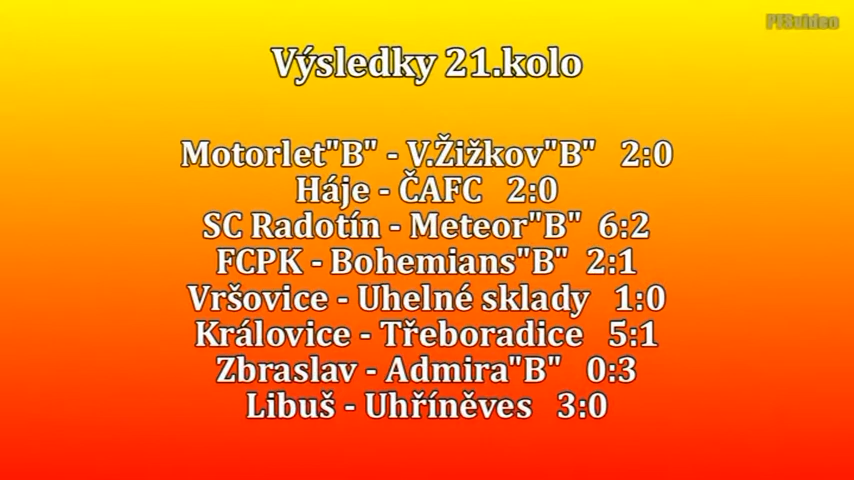 PFSvideo
Výsledky 21.kolo
Motorlet"B" - V.Žižkov"B" 2:0
Háje - ČAFC 2:0
SC Radotín - Meteor"B" 6:2
FCPK - Bohemians"B" 2:1
Vršovice - Uhelné sklady 1:0
Královice - Třeboradice 5:1
Zbraslav - Admira"B" 0:3
Libuš - Uhříněves 3:0